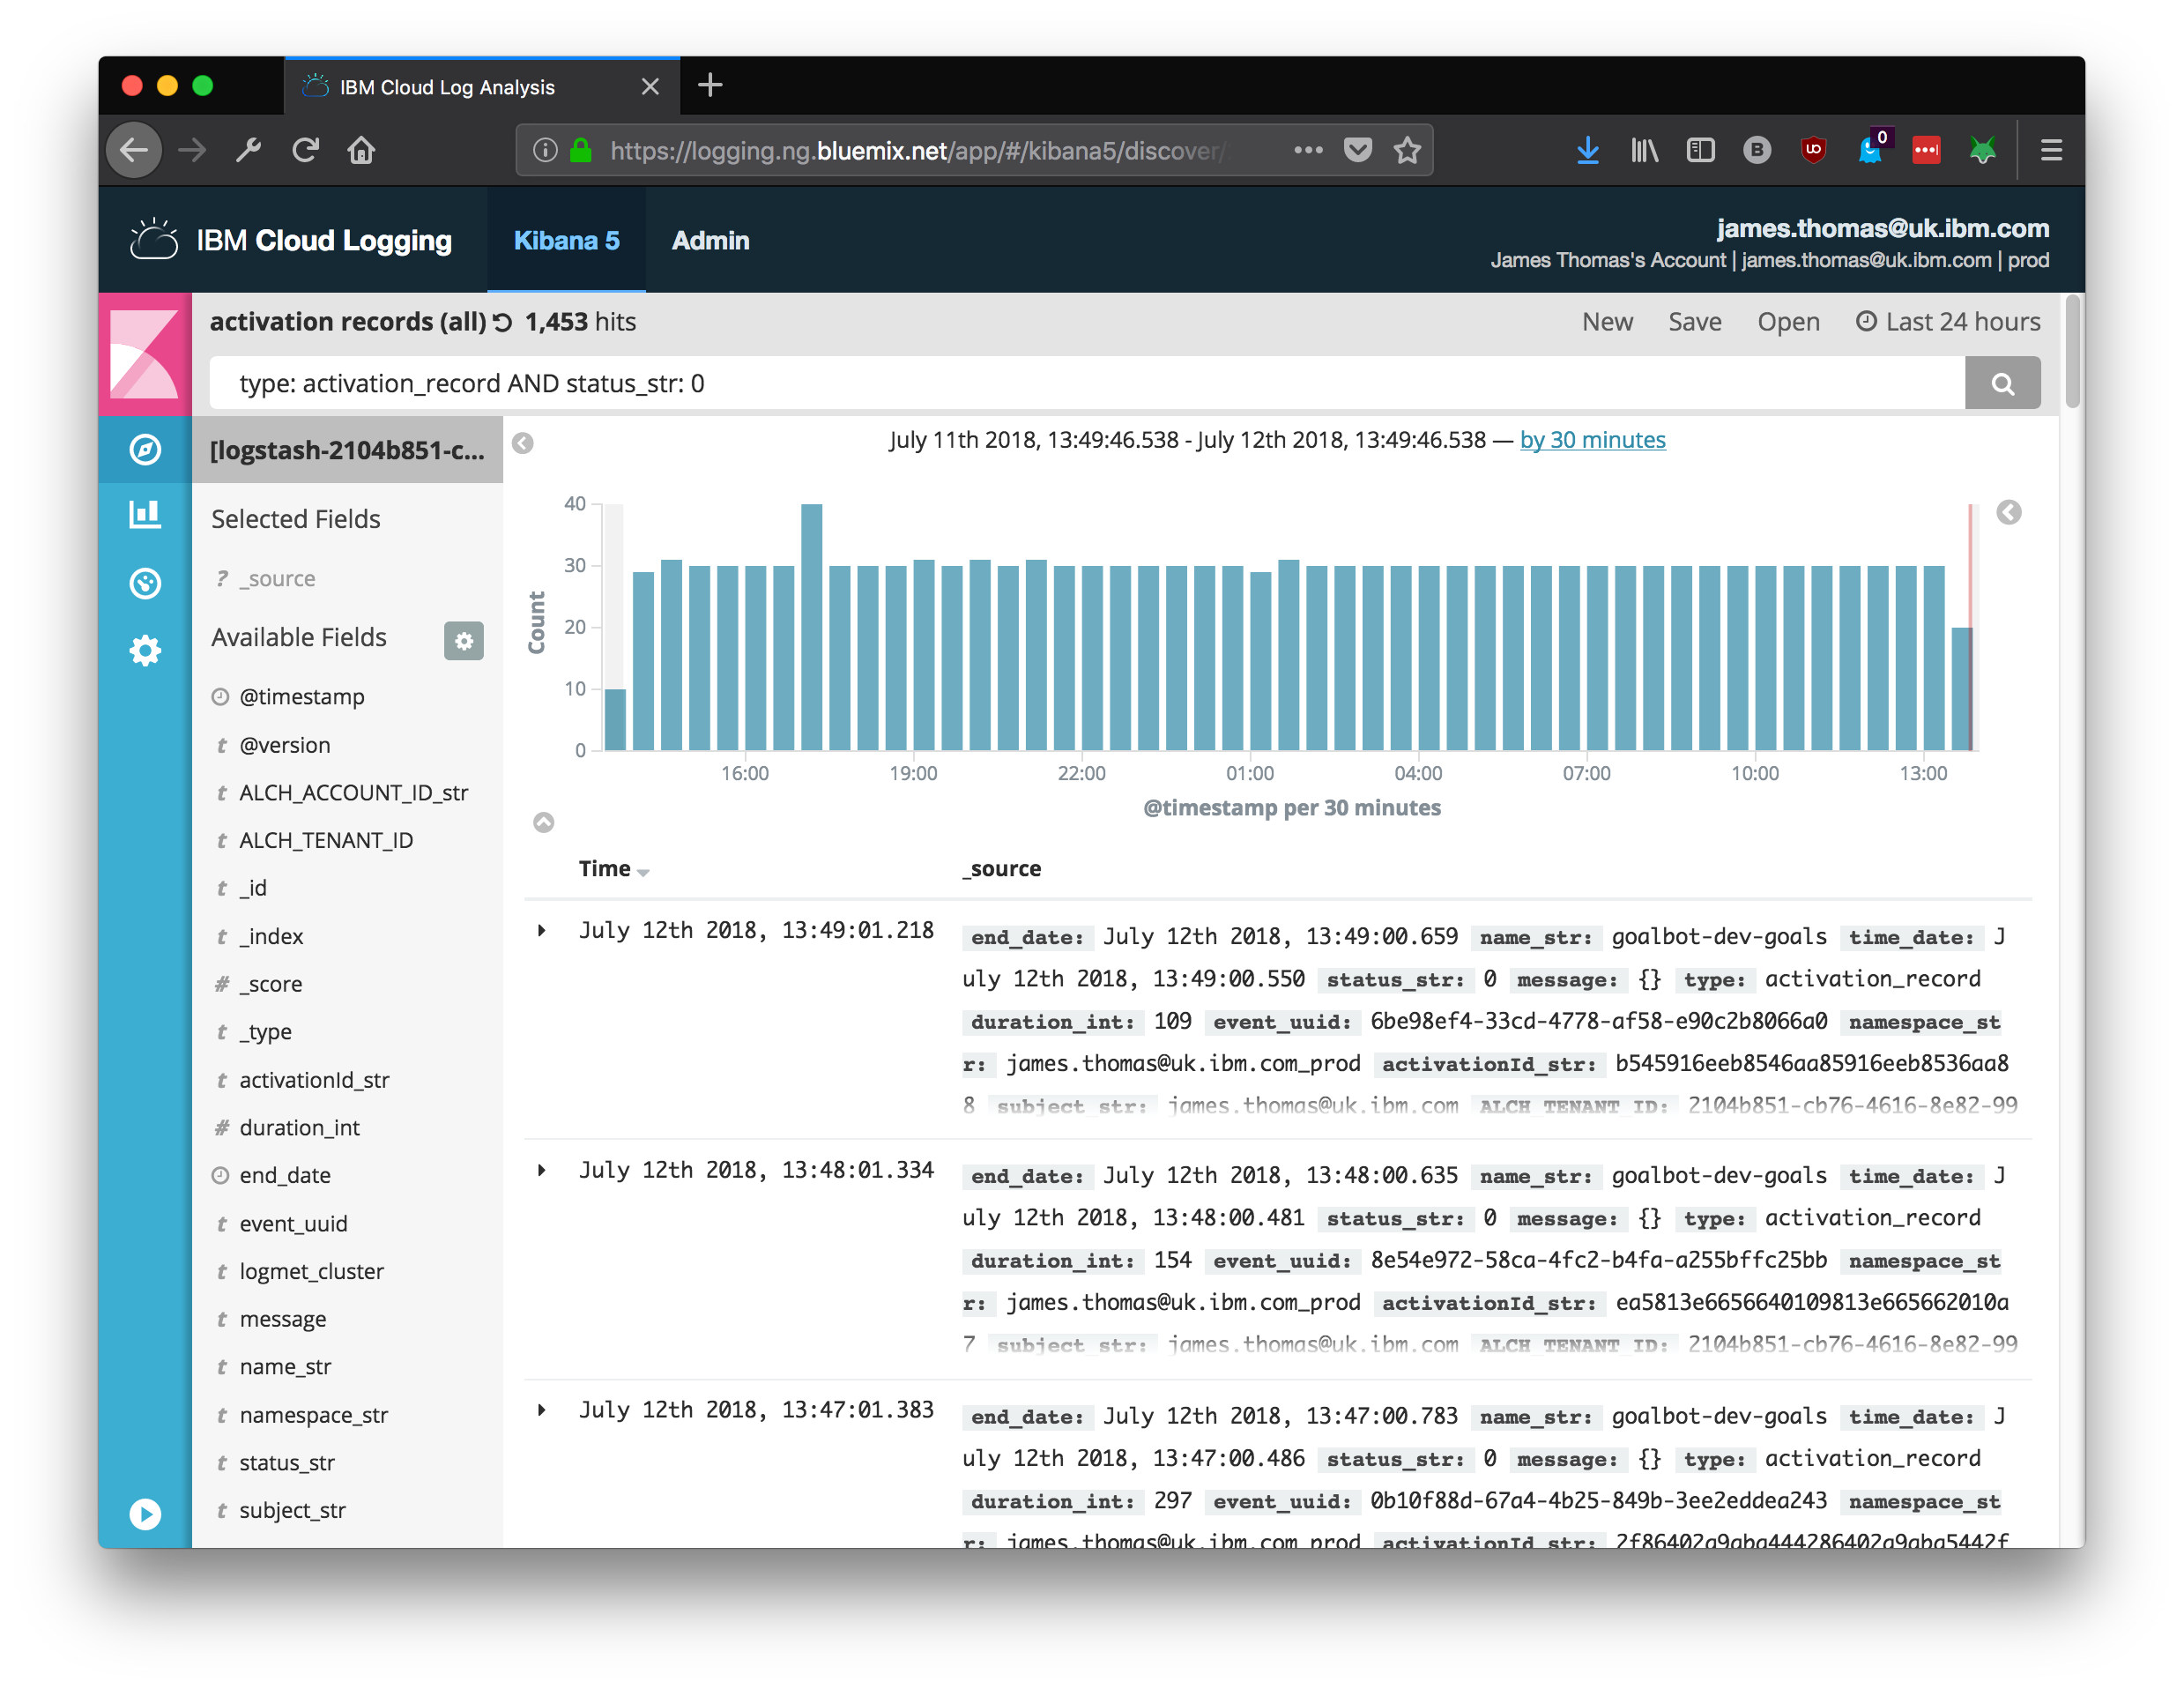 IBM Cloud Log Analysis
https://logging.ng.bluemix.net/app/#/kibana5/discover/
B
0
IBM Cloud Logging
Kibana 5
Admin
james.thomas@uk.ibm.com
James Thomas's Account | james.thomas@uk.ibm.com | prod
activation records (all) 1,453 hits
New Save Open Last 24 hours
type: activation_record AND status_str: 0
[logstash-2104b851-c...
Selected Fields
? _source
Available Fields
@timestamp
t @version
t ALCH_ACCOUNT_ID_str
t ALCH_TENANT_ID
t _id
t _index
# _score
t _type
t activationId_str
# duration_int
end_date
t event_uuid
t logmet_cluster
t message
t name_str
t namespace_str
t status_str
t subject_str
July 11th 2018, 13:49:46.538 - July 12th 2018, 13:49:46.538 — by 30 minutes
Count
40
30
20
10
0
16:00 19:00 22:00 01:00 04:00 07:00 10:00 13:00
@timestamp per 30 minutes
Time _source
July 12th 2018, 13:49:01.218
end_date: July 12th 2018, 13:49:00.659 name_str: goalbot-dev-goals time_date: J
uly 12th 2018, 13:49:00.550 status_str: 0 message: {} type: activation_record
duration_int: 109 event_uuid: 6be98ef4-33cd-4778-af58-e90c2b8066a0 namespace_st
r: james.thomas@uk.ibm.com_prod activationId_str: b545916eeb8546aa85916eeb8536aa8
8 subject_str: james.thomas@uk.ibm.com ALCH_TENANT_ID: 2104b851-cb76-4616-8e82-99
July 12th 2018, 13:48:01.334
end_date: July 12th 2018, 13:48:00.635 name_str: goalbot-dev-goals time_date: J
uly 12th 2018, 13:48:00.481 status_str: 0 message: {} type: activation_record
duration_int: 154 event_uuid: 8e54e972-58ca-4fc2-b4fa-a255bffc25bb namespace_st
r: james.thomas@uk.ibm.com_prod activationId_str: ea5813e6656640109813e665662010a
7 subject_str: james.thomas@uk.ibm.com ALCH_TENANT_ID: 2104b851-cb76-4616-8e82-99
July 12th 2018, 13:47:01.383
end_date: July 12th 2018, 13:47:00.783 name_str: goalbot-dev-goals time_date: J
uly 12th 2018, 13:47:00.486 status_str: 0 message: {} type: activation_record
duration_int: 297 event_uuid: 0b10f88d-67a4-4b25-849b-3ee2eddea243 namespace_st
r: james.thomas@uk.ibm.com_prod activationId_str: 2f86402a9aba444286402a9aba5442f